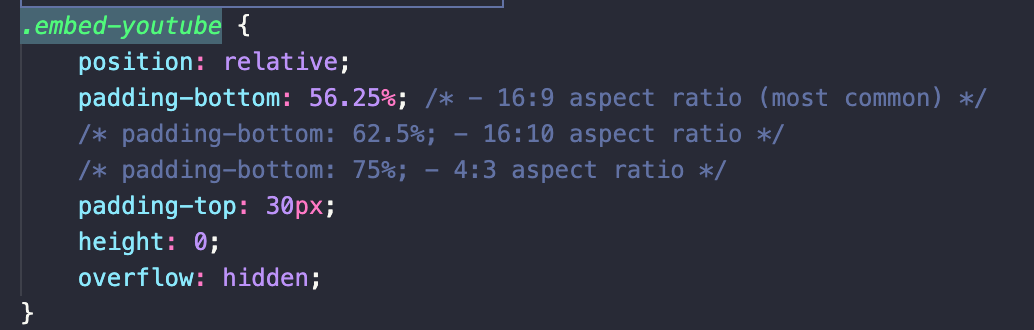 .embed-youtube {
position: relative;
padding-bottom: 56.25%; /* - 16:9 aspect ratio (most common) */
/* padding-bottom: 62.5%; - 16:10 aspect ratio */
/* padding-bottom: 75%; - 4:3 aspect ratio */
padding-top: 30px;
height: 0;
overflow: hidden;
}